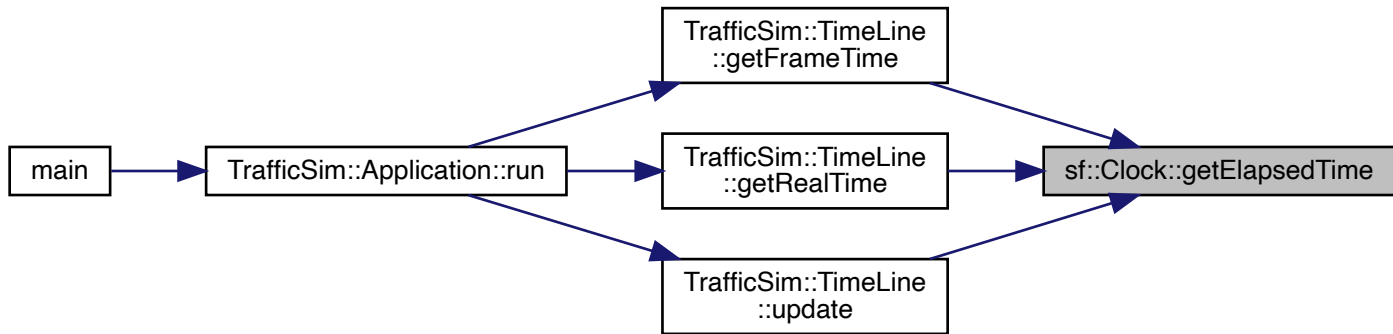 TrafficSim::TimeLine
::getFrameTime
main
TrafficSim::Application::run
TrafficSim::TimeLine
::getRealTime
sf::Clock::getElapsedTime
TrafficSim::TimeLine
::update